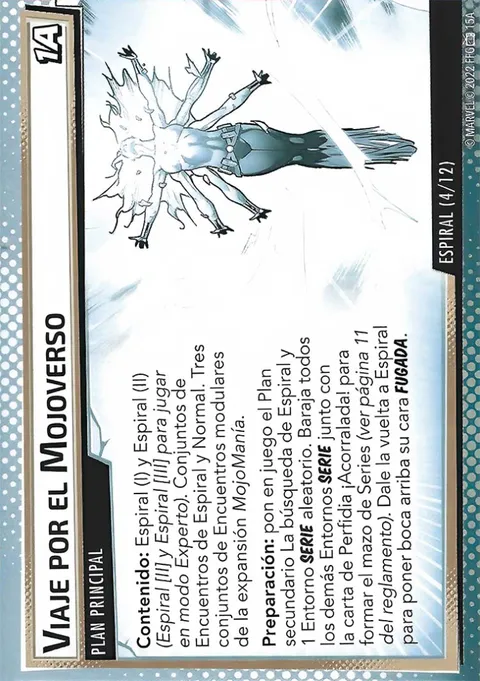 VIAJE POR EL MOJOVERSO
1A
PLAN PRINCIPAL
Contenido: Espiral (I) y Espiral (II)
(Espiral [II] y Espiral [III] para jugar
en modo Experto). Conjuntos de
Encuentros de Espiral y Normal. Tres
conjuntos de Encuentros modulares
de la expansión MojoManía.
Preparación: pon en juego el Plan
secundario La búsqueda de Espiral y
1 Entorno SERIE aleatorio. Baraja todos
los demás Entornos SERIE junto con
la carta de Perfidia ¡Acorralada! para
formar el mazo de Series (ver página 11
del reglamento). Dale la vuelta a Espiral
para poner boca arriba su cara FUGADA.
ESPIRAL (4/12)
© MARVEL © 2022 FFG 15A